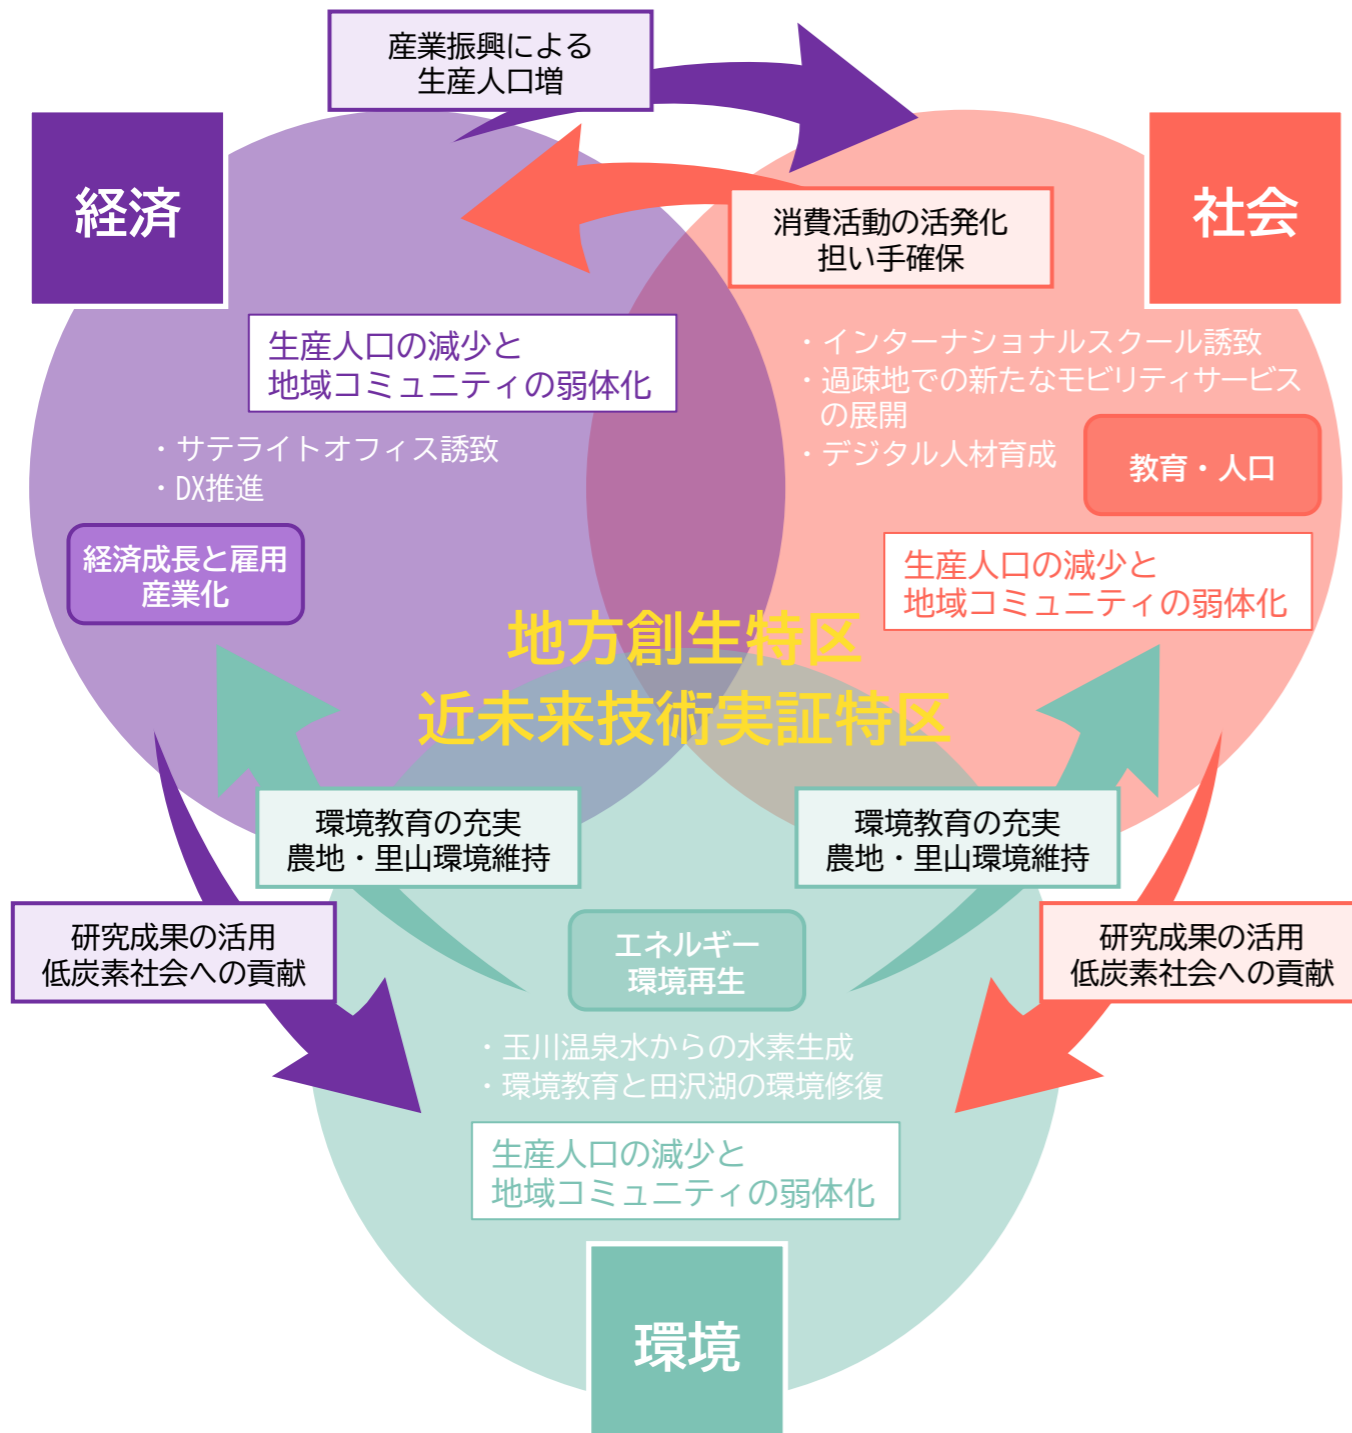 産業振興による
生産人口増
経済
社会
消費活動の活発化
担い手確保
生産人口の減少と
地域コミュニティの弱体化
・サテライトオフィス誘致
・DX推進
経済成長と雇用
産業化
・インターナショナルスクール誘致
・過疎地での新たなモビリティサービス
の展開
・デジタル人材育成
教育・人口
生産人口の減少と
地域コミュニティの弱体化
地方創生特区
近未来技術実証特区
環境教育の充実
農地・里山環境維持
環境教育の充実
農地・里山環境維持
研究成果の活用
低炭素社会への貢献
研究成果の活用
低炭素社会への貢献
エネルギー
環境再生
・玉川温泉水からの水素生成
・環境教育と田沢湖の環境修復
生産人口の減少と
地域コミュニティの弱体化
環境